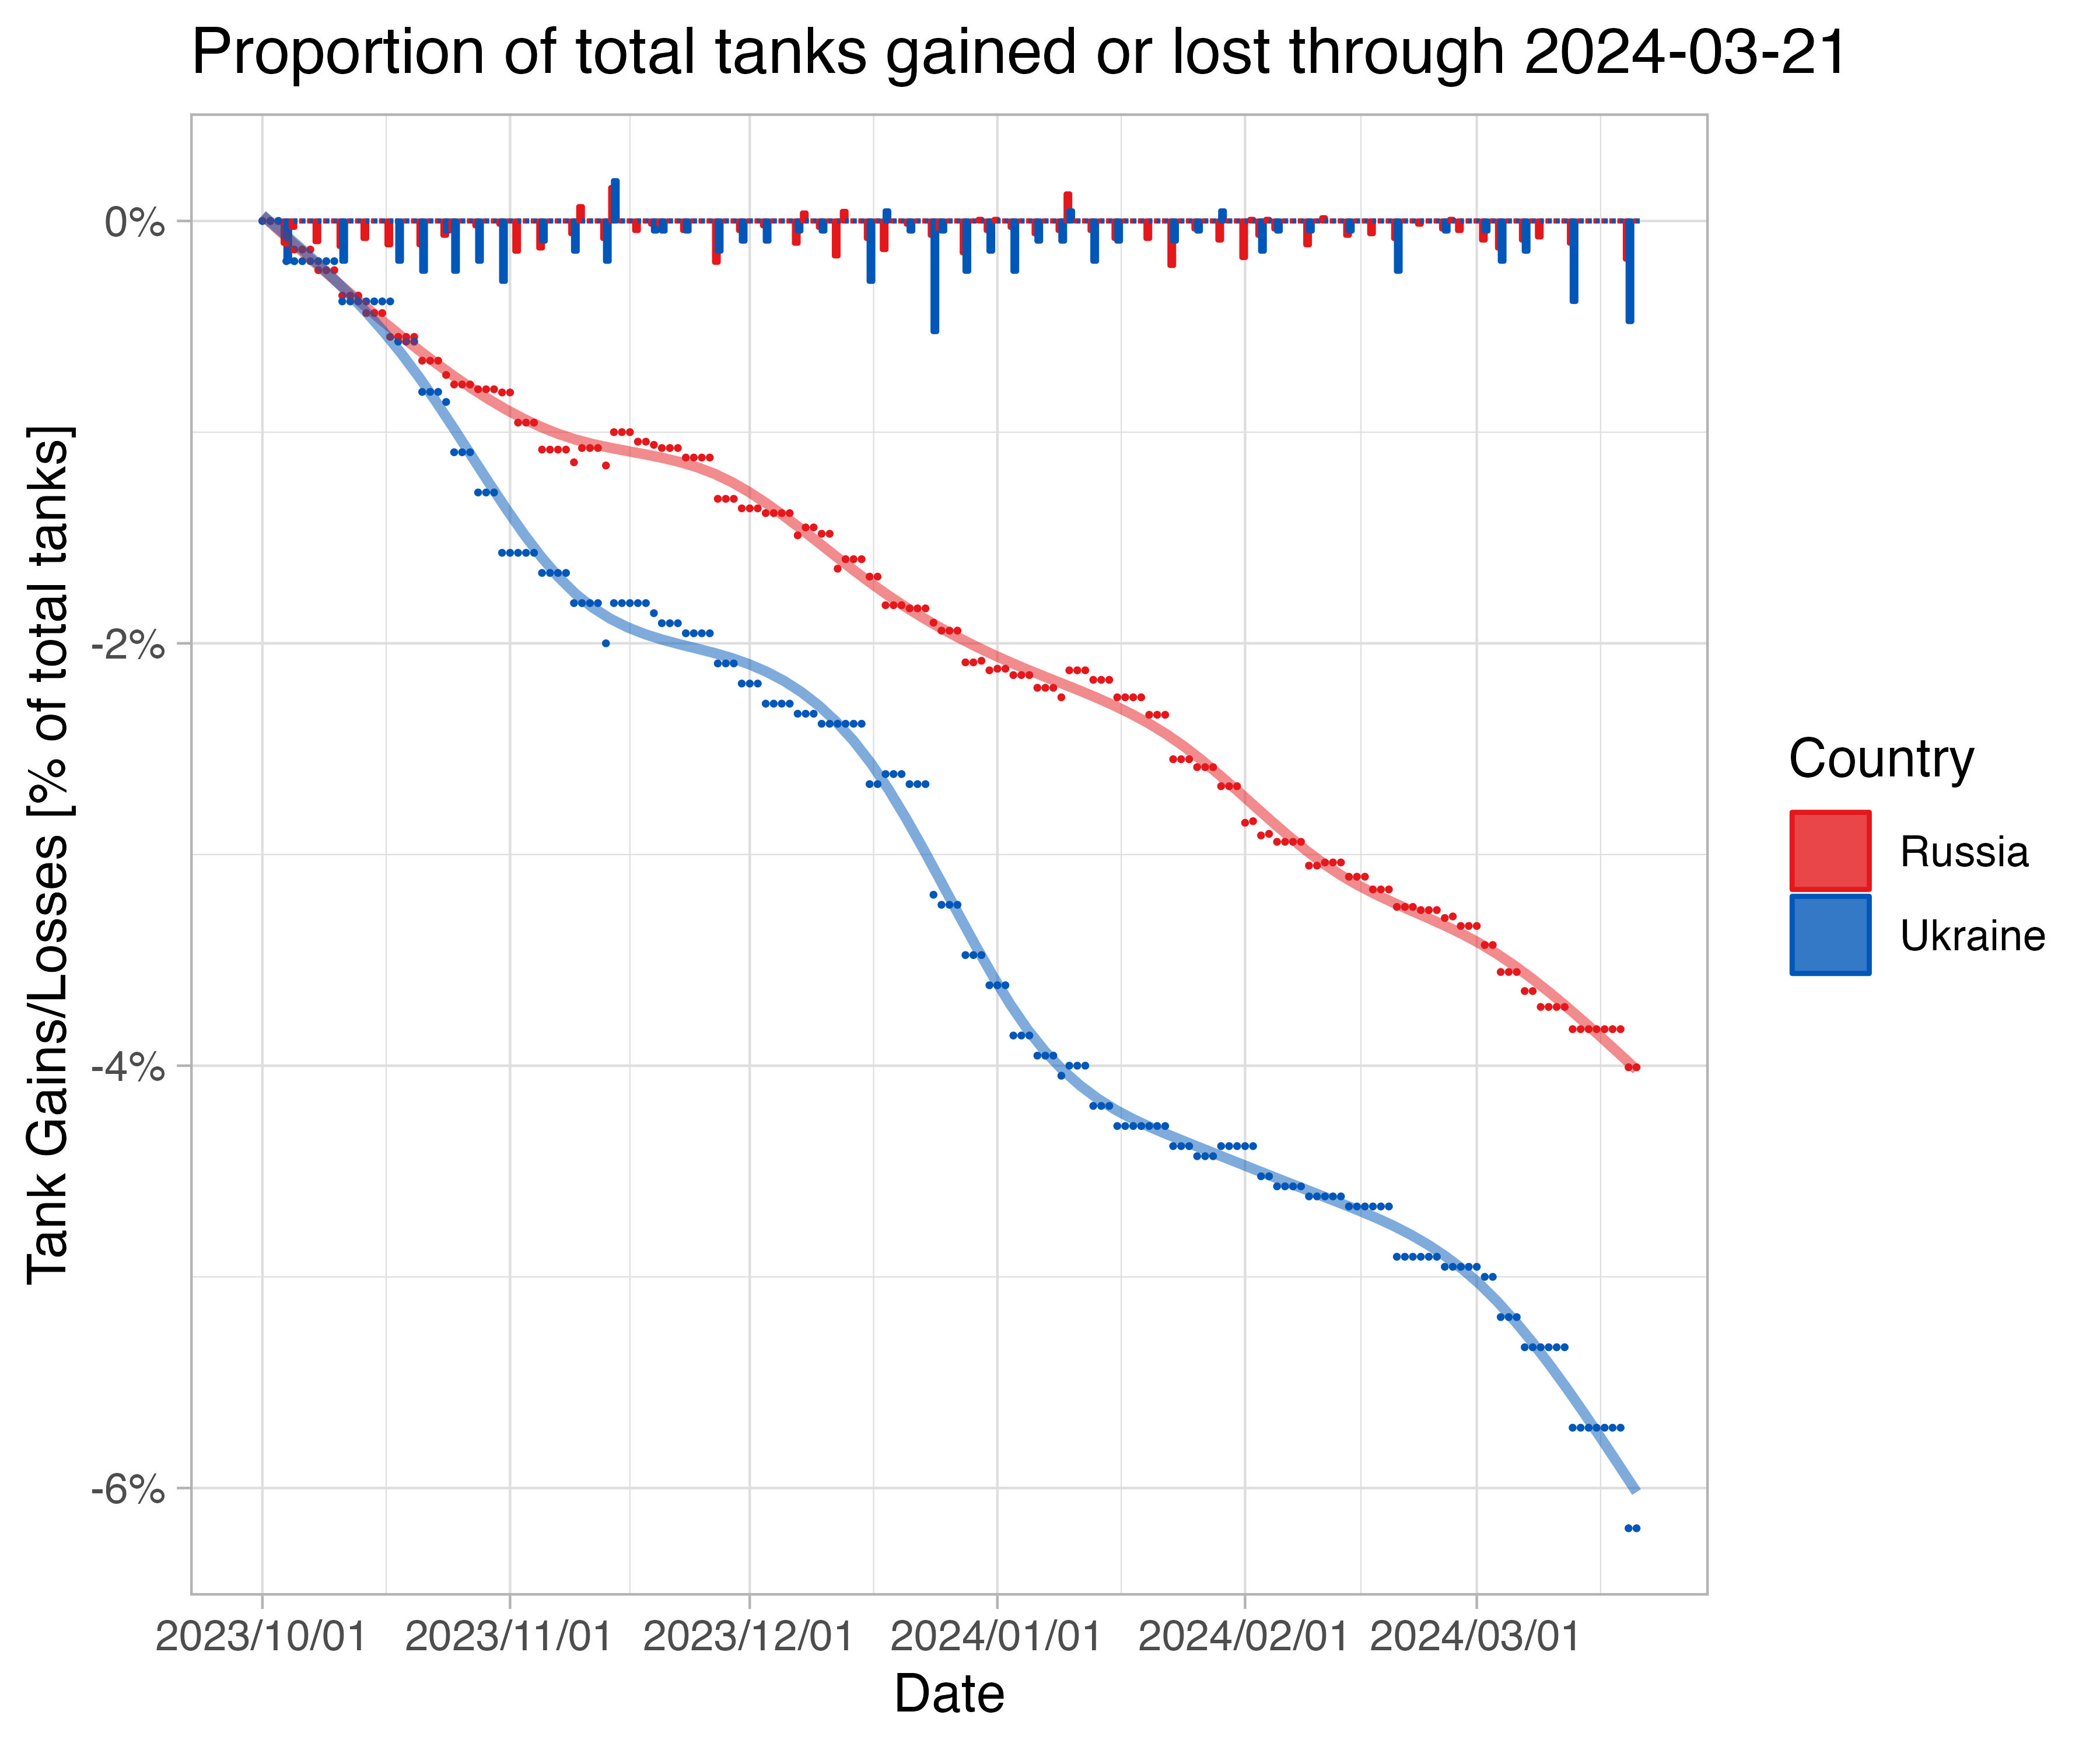 Proportion of total tanks gained or lost through 2024-03-21
Tank Gains/Losses [% of total tanks]
0%
-2%
-4%
-6%
2023/10/01
2023/11/01
2023/12/01
2024/01/01
2024/02/01
2024/03/01
Date
Country
Russia
Ukraine